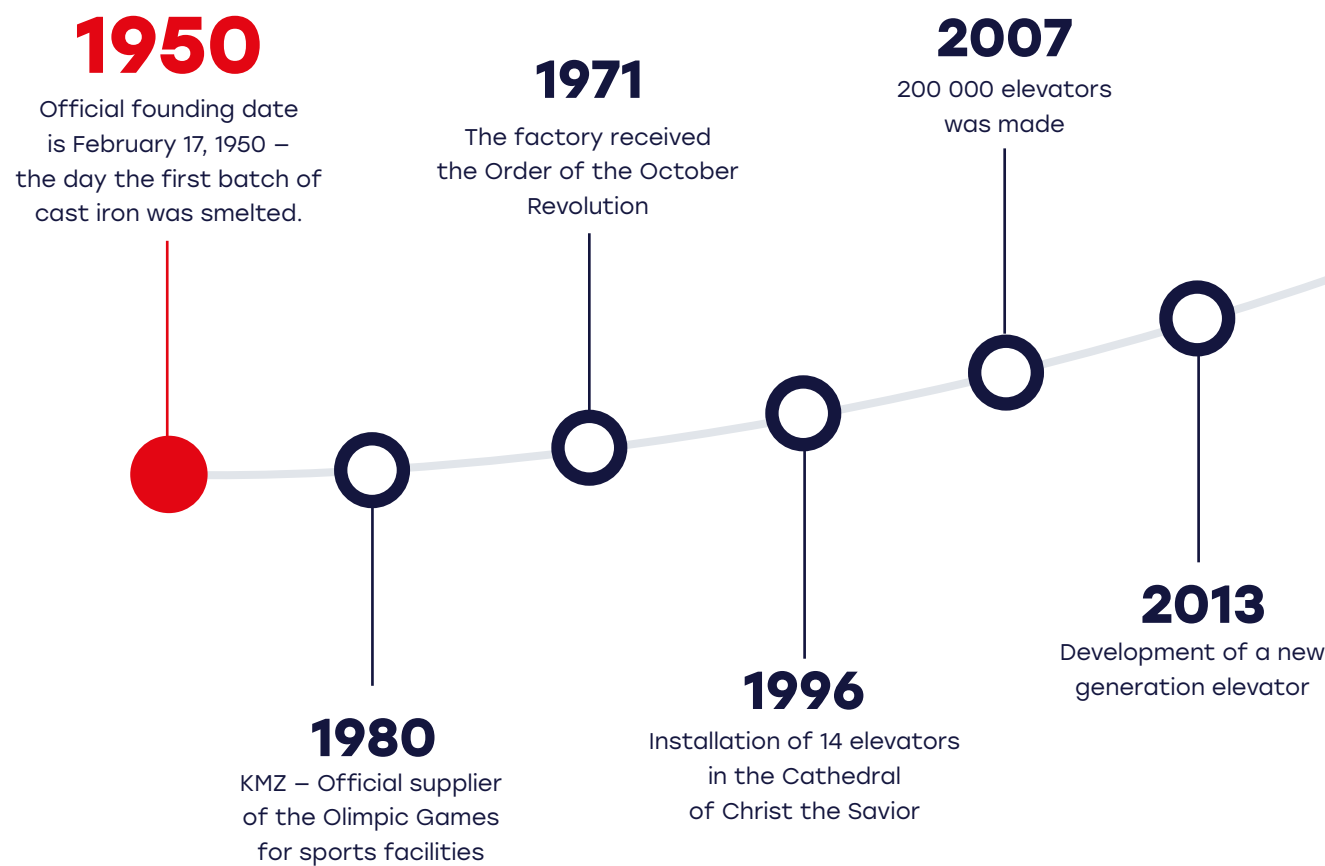 1950
Official founding date
is February 17, 1950 –
the day the first batch of
cast iron was smelted.
1980
KMZ – Official supplier
of the Olimpic Games
for sports facilities
1971
The factory received
the Order of the October
Revolution
1996
Installation of 14 elevators
in the Cathedral
of Christ the Savior
2007
200 000 elevators
was made
2013
Development of a new
generation elevator